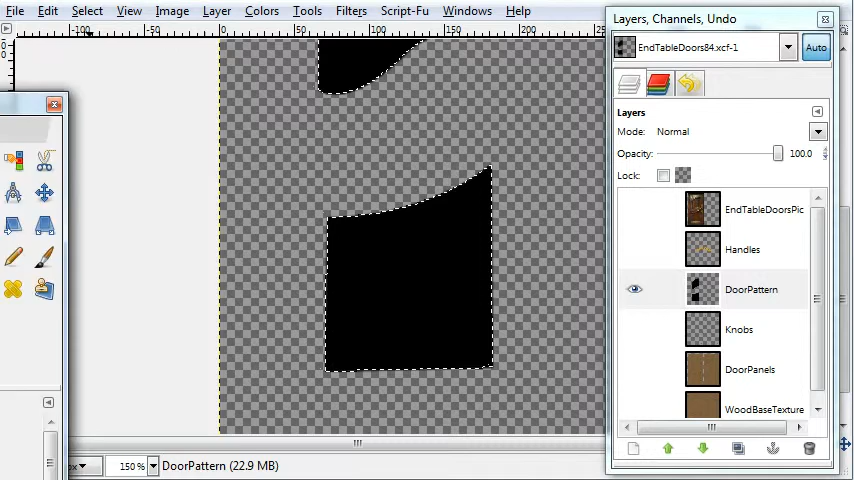 File Edit Select View Image Layer Colors Tools Filters Script-Fu Windows Help
-100 -50 0 50 100 150 200
Layers, Channels, Undo
EndTableDoors84.xcf-1 Auto
Layers
Mode: Normal
Opacity: 100.0
Lock:
EndTableDoorsPic
Handles
DoorPattern
Knobs
DoorPanels
WoodBaseTexture
150 % DoorPattern (22.9 MB)